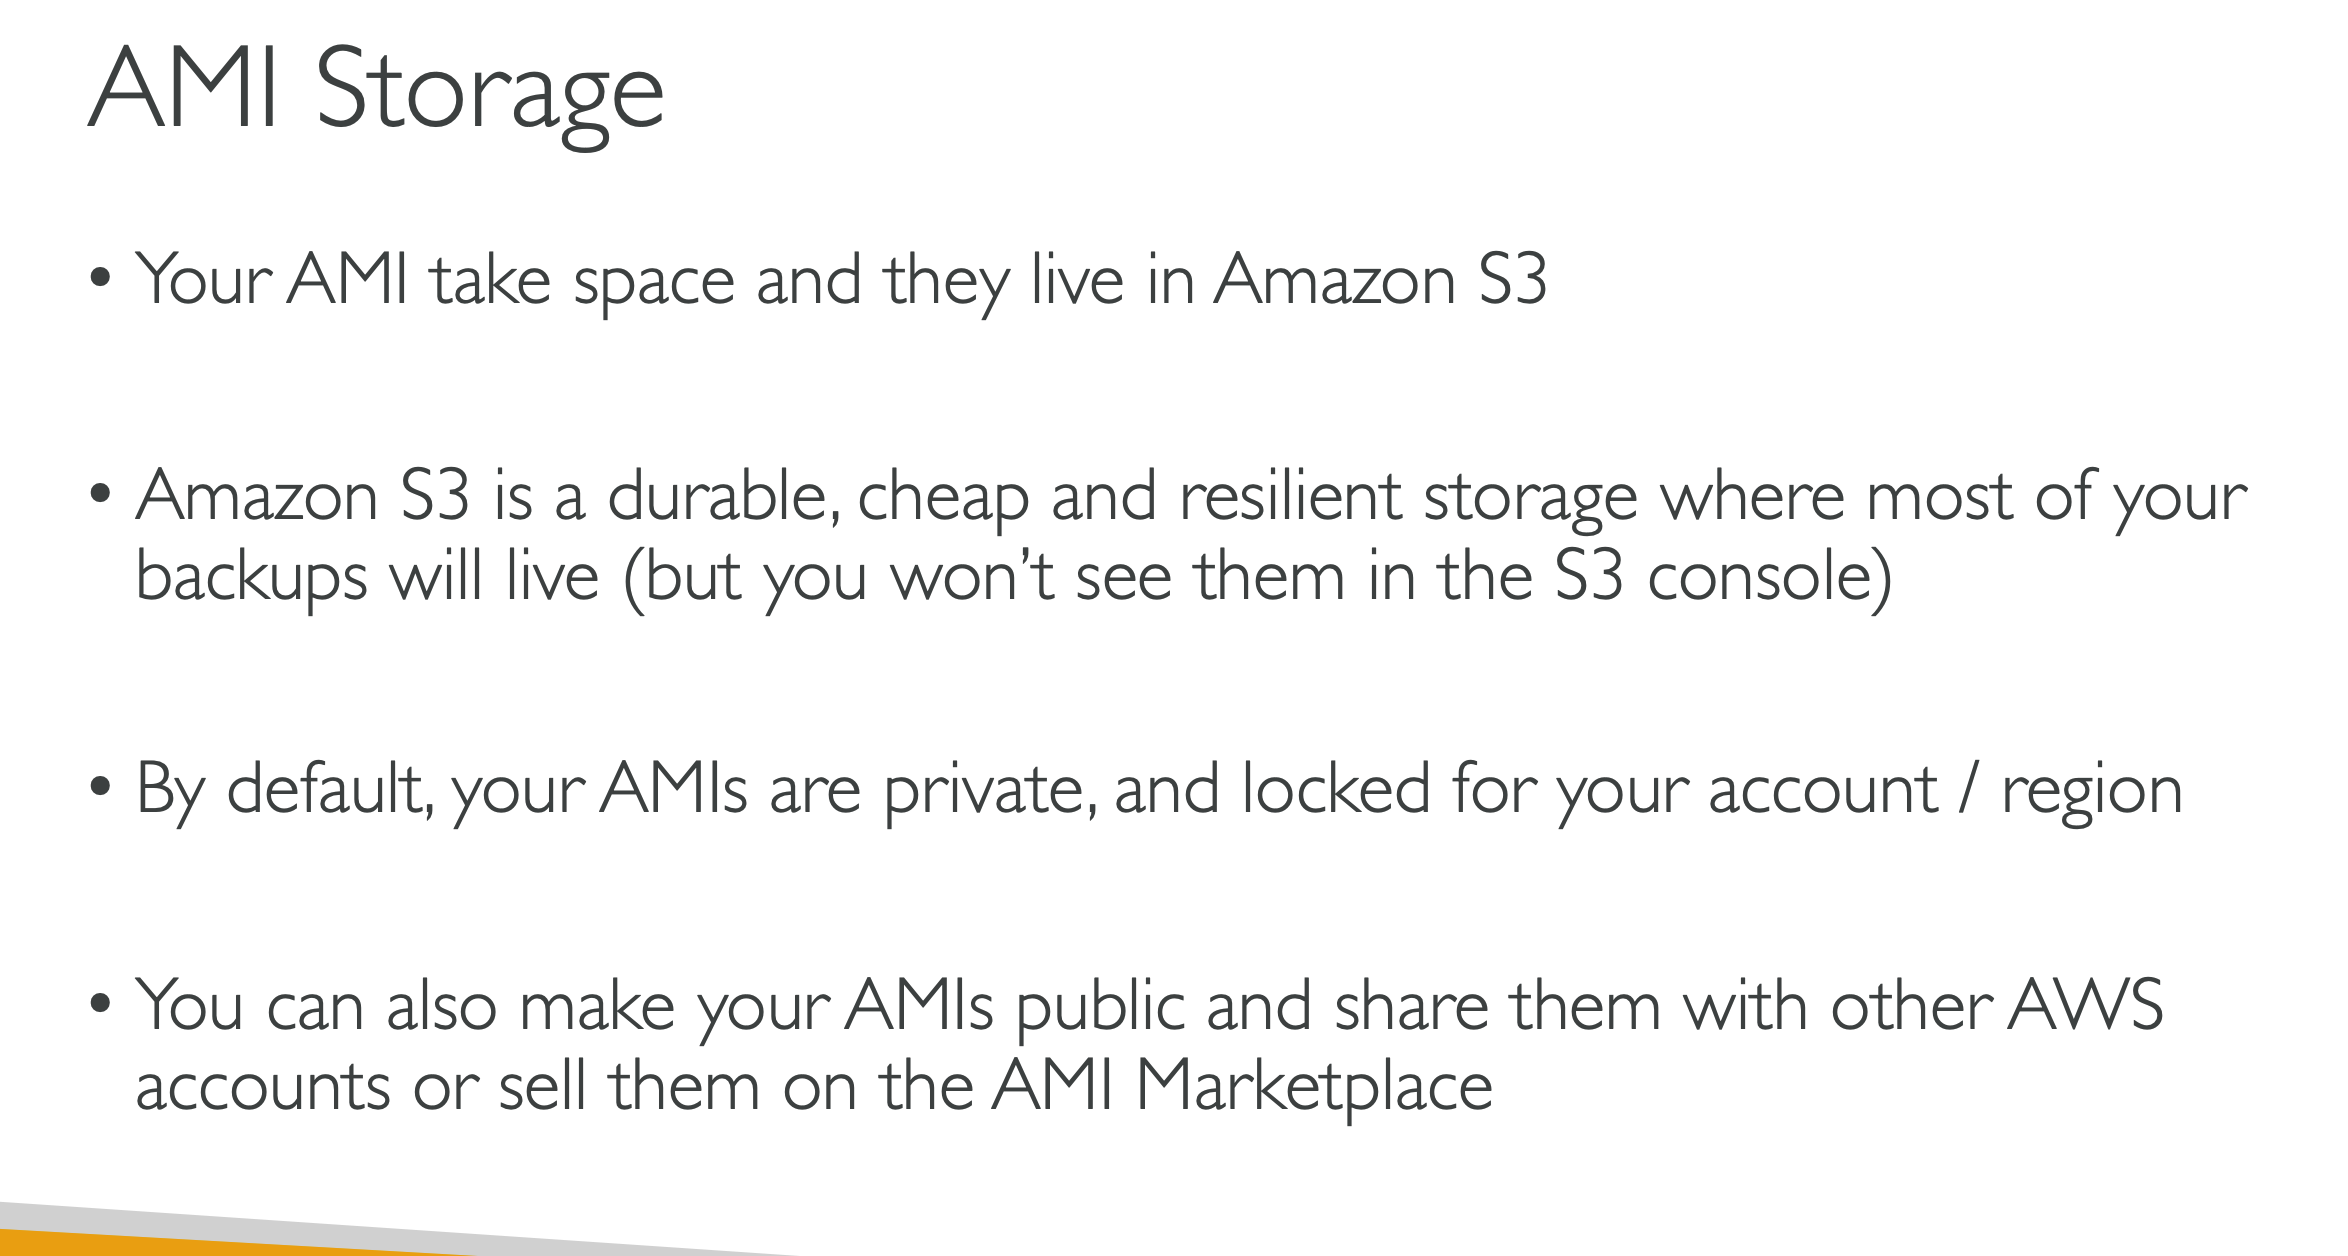 AMI Storage
• Your AMI take space and they live in Amazon S3
• Amazon S3 is a durable, cheap and resilient storage where most of your
backups will live (but you won’t see them in the S3 console)
• By default, your AMIs are private, and locked for your account / region
• You can also make your AMIs public and share them with other AWS
accounts or sell them on the AMI Marketplace